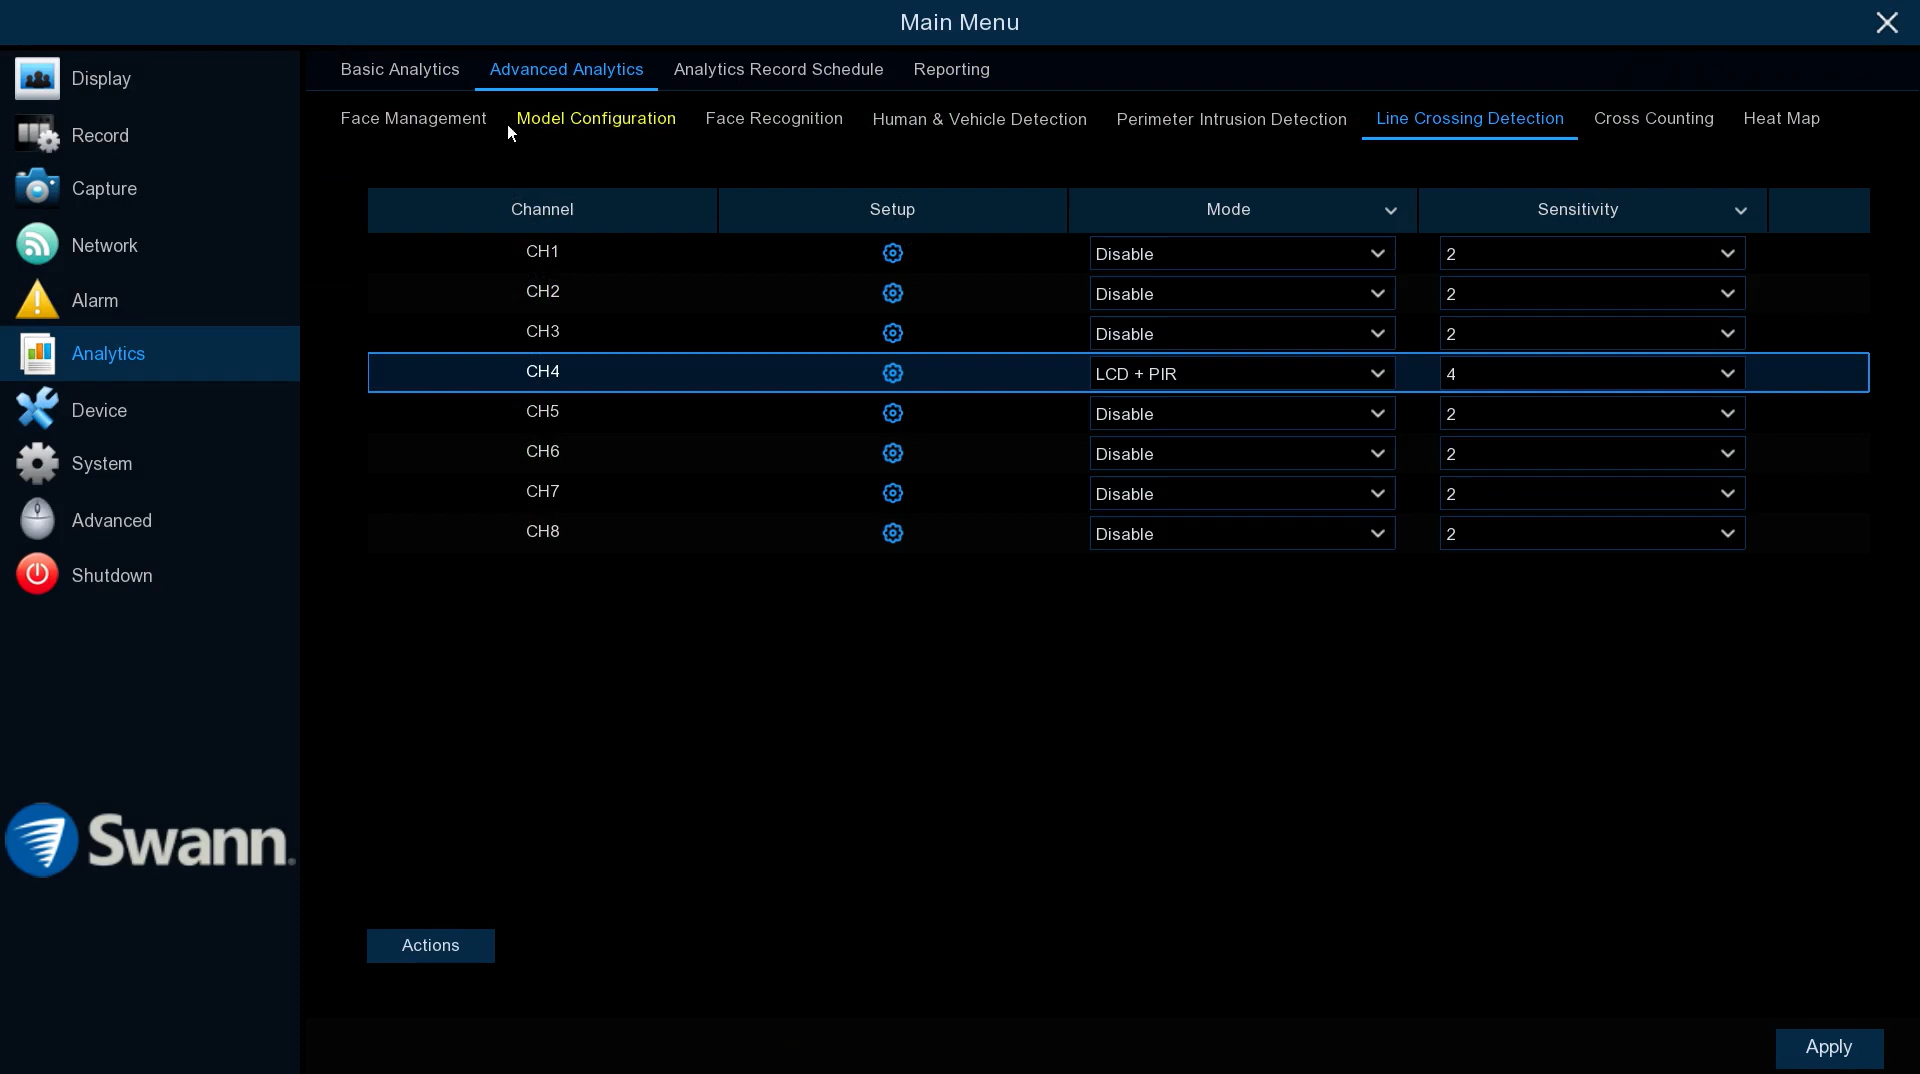 Main Menu
Display
Record
Capture
Network
Alarm
Analytics
Device
System
Advanced
Shutdown
Swann.
Basic Analytics Advanced Analytics Analytics Record Schedule Reporting
Face Management Model Configuration Face Recognition Human & Vehicle Detection Perimeter Intrusion Detection Line Crossing Detection Cross Counting Heat Map
Channel Setup Mode Sensitivity
CH1 Disable 2
CH2 Disable 2
CH3 Disable 2
CH4 LCD + PIR 4
CH5 Disable 2
CH6 Disable 2
CH7 Disable 2
CH8 Disable 2
Actions
Apply